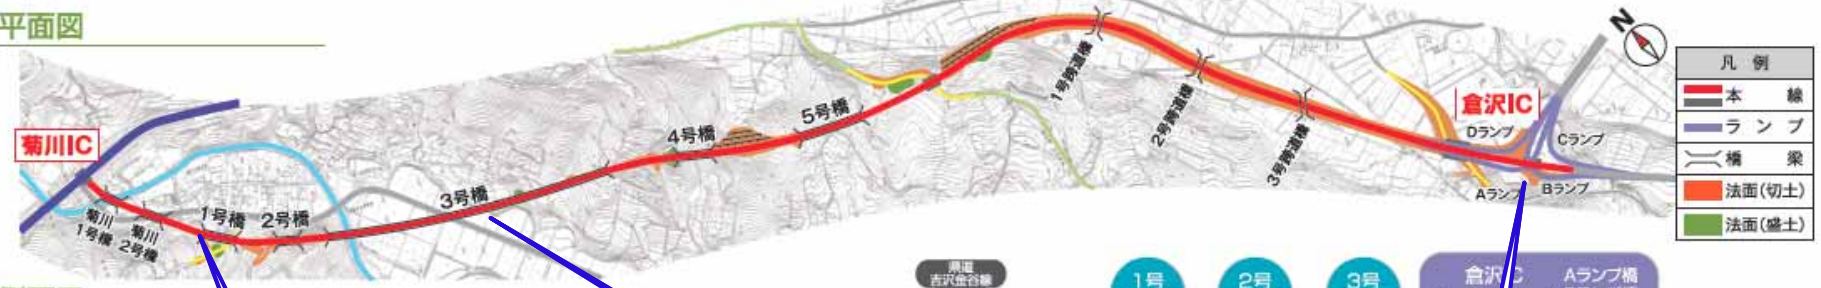 平面図
菊川IC
菊川
1号橋
菊川
2号橋
1号橋
2号橋
3号橋
4号橋
5号橋
1号跨道橋
2号跨道橋
3号跨道橋
倉沢IC
Dランプ
Cランプ
Aランプ
Bランプ
N
凡 例
本 線
ランプ
橋 梁
法面(切土)
法面(盛土)
県道
吉沢金谷線
1号
2号
3号
倉沢IC Aランプ橋